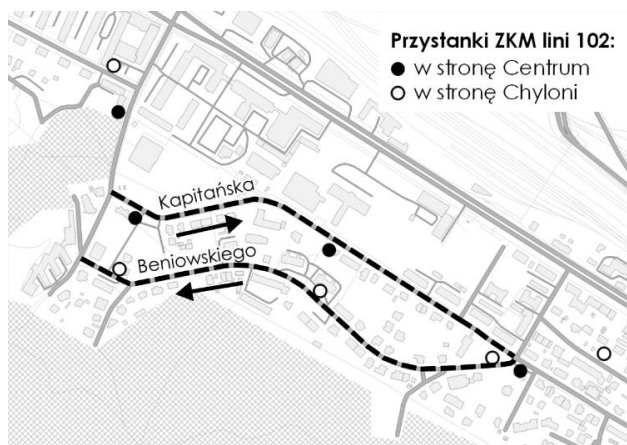 Przystanki ZKM lini 102:
w stronę Centrum
w stronę Chyloni
Kapitańska
Beniowskiego